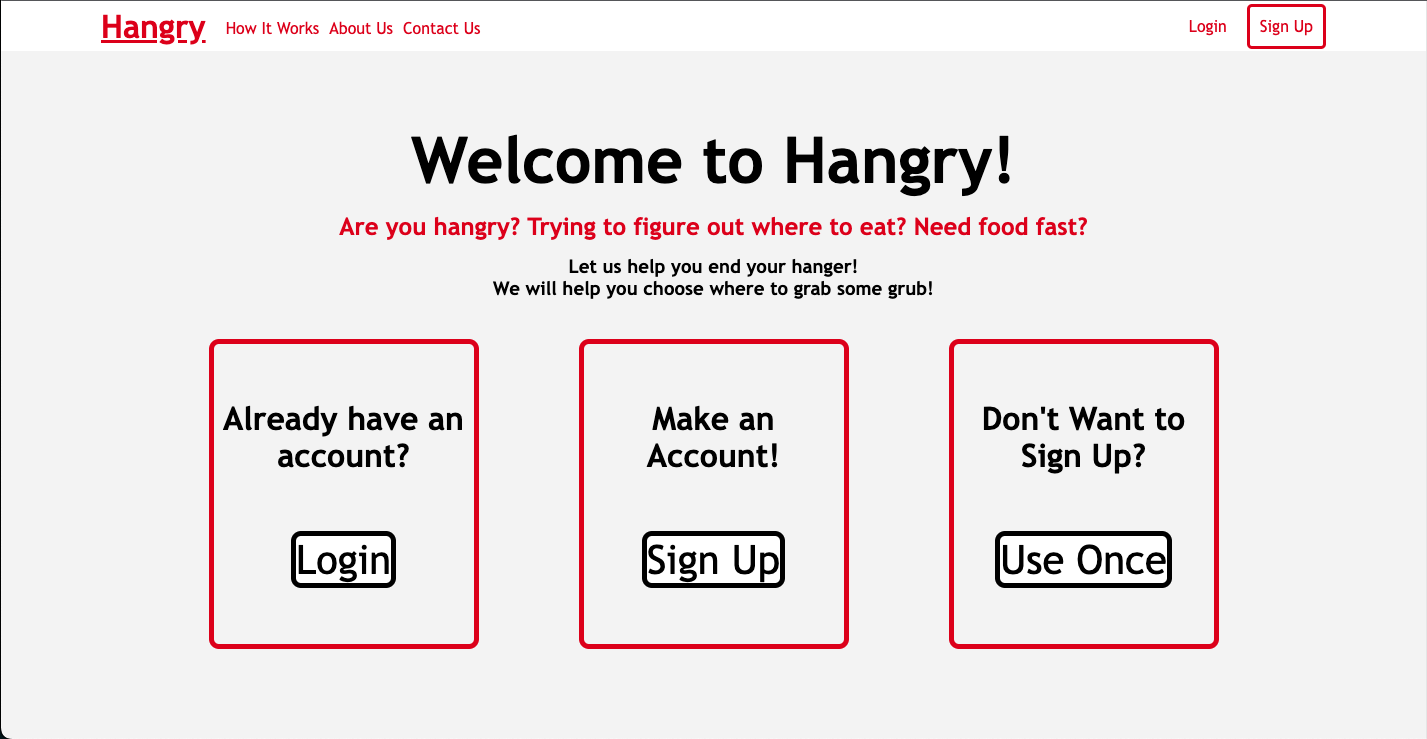 Hangry How It Works About Us Contact Us Login Sign Up
Welcome to Hangry!
Are you hangry? Trying to figure out where to eat? Need food fast?
Let us help you end your hanger!
We will help you choose where to grab some grub!
Already have an
account?
Login
Make an
Account!
Sign Up
Don't Want to
Sign Up?
Use Once